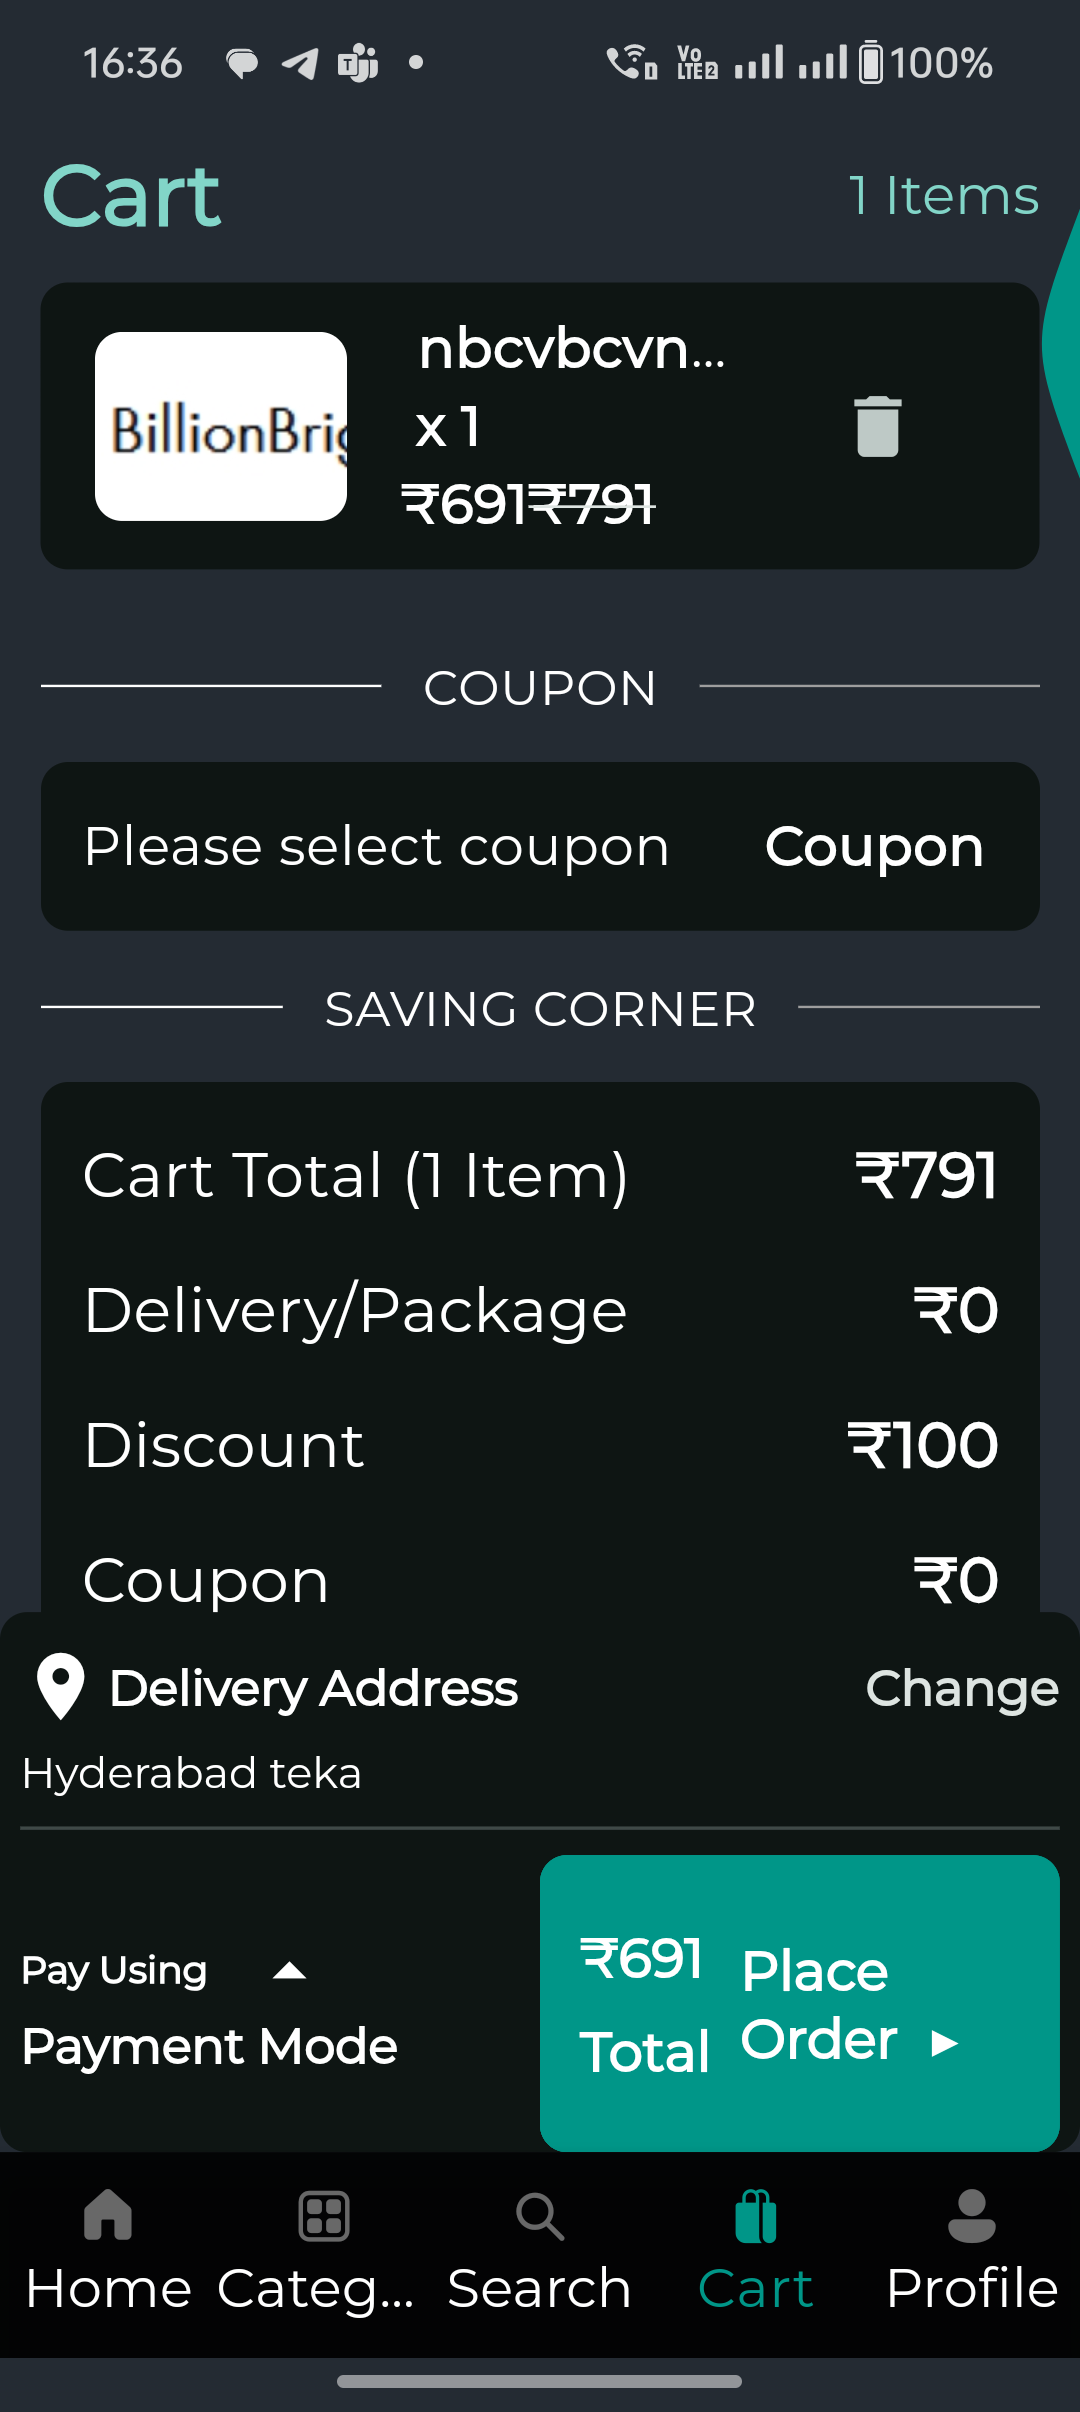 16:36
100%
Cart
1 Items
BillionBrig
nbcvbcvn...
x 1
₹691₹791
COUPON
Please select coupon
Coupon
SAVING CORNER
Cart Total (1 Item)
₹791
Delivery/Package
₹0
Discount
₹100
Coupon
₹0
Delivery Address
Change
Hyderabad teka
Pay Using
Payment Mode
₹691
Total
Place
Order ▸
Home
Categ...
Search
Cart
Profile